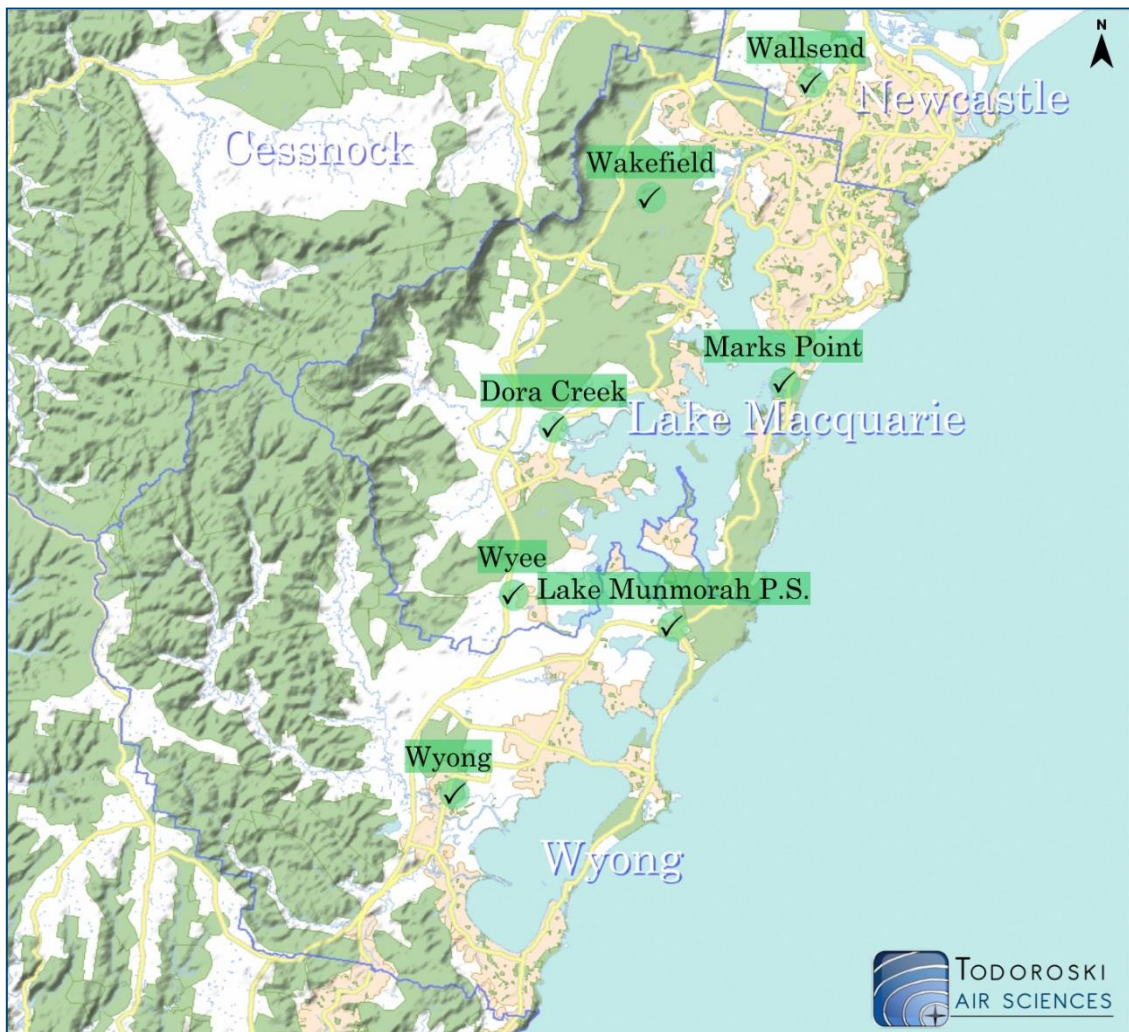 N
Wallsend
Newcastle
Cessnock
Wakefield
Marks Point
Dora Creek
Lake Macquarie
Wyee
Lake Munmorah P.S.
Wyong
Wyong
TODOROSKI
AIR SCIENCES